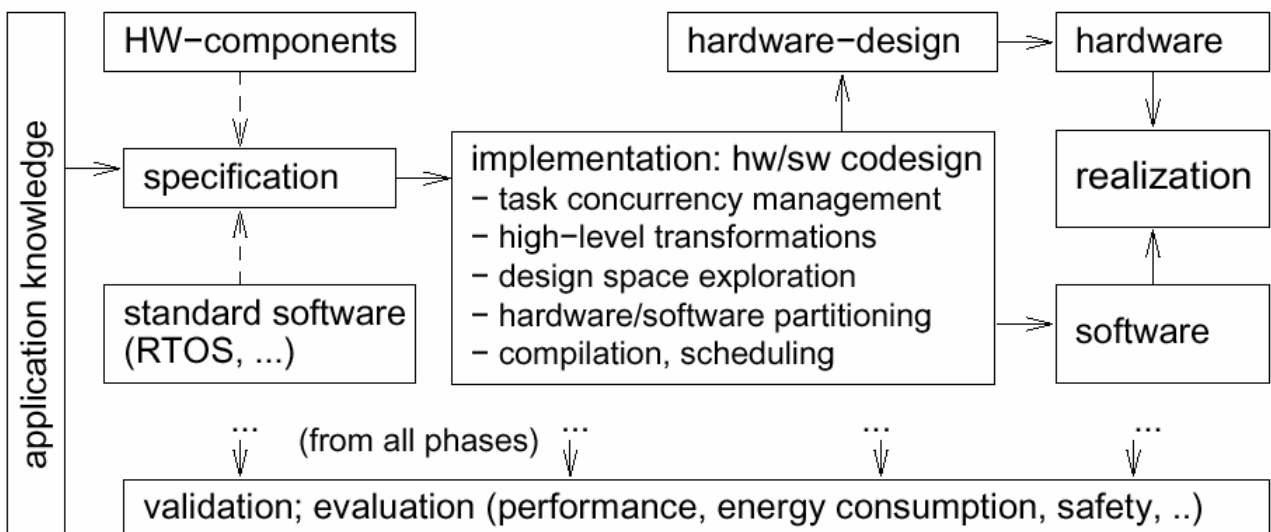 application knowledge
HW−components
specification
standard software
(RTOS, ...)
implementation: hw/sw codesign
− task concurrency management
− high−level transformations
− design space exploration
− hardware/software partitioning
− compilation, scheduling
hardware−design
hardware
realization
software
...
(from all phases)
...
...
...
validation; evaluation (performance, energy consumption, safety, ..)